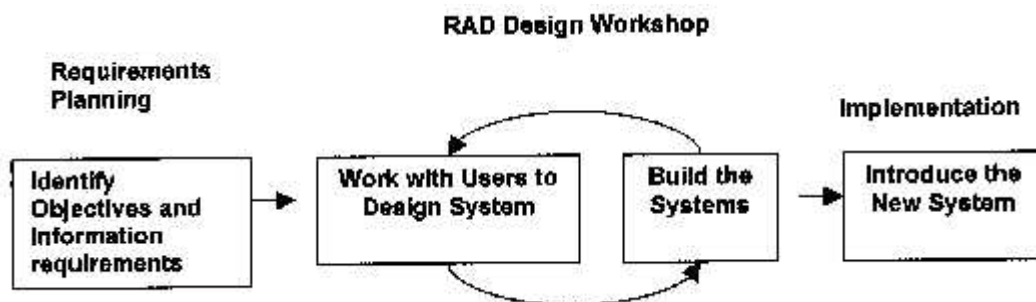 RAD Design Workshop
Requirements
Planning
Implementation
Identify
Objectives and
Information
requirements
Work with Users to
Design System
Build the
Systems
Introduce the
New System